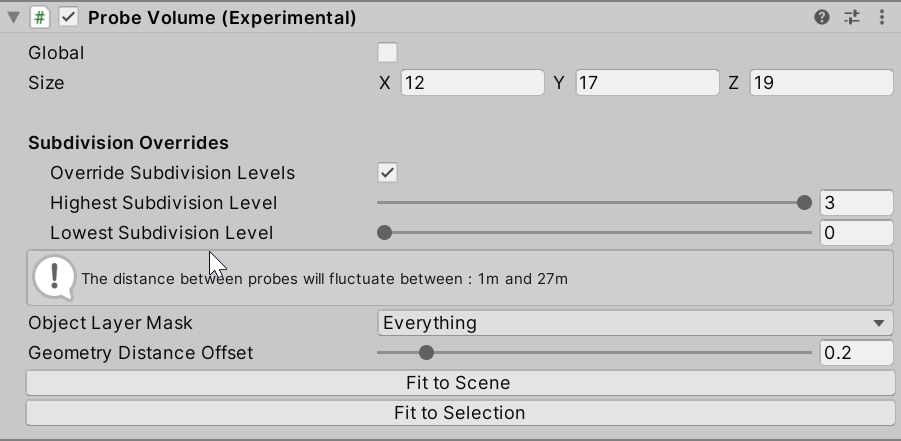 # Probe Volume (Experimental)
Global
Size X 12 Y 17 Z 19
Subdivision Overrides
Override Subdivision Levels
Highest Subdivision Level 3
Lowest Subdivision Level 0
! The distance between probes will fluctuate between : 1m and 27m
Object Layer Mask Everything
Geometry Distance Offset 0.2
Fit to Scene
Fit to Selection